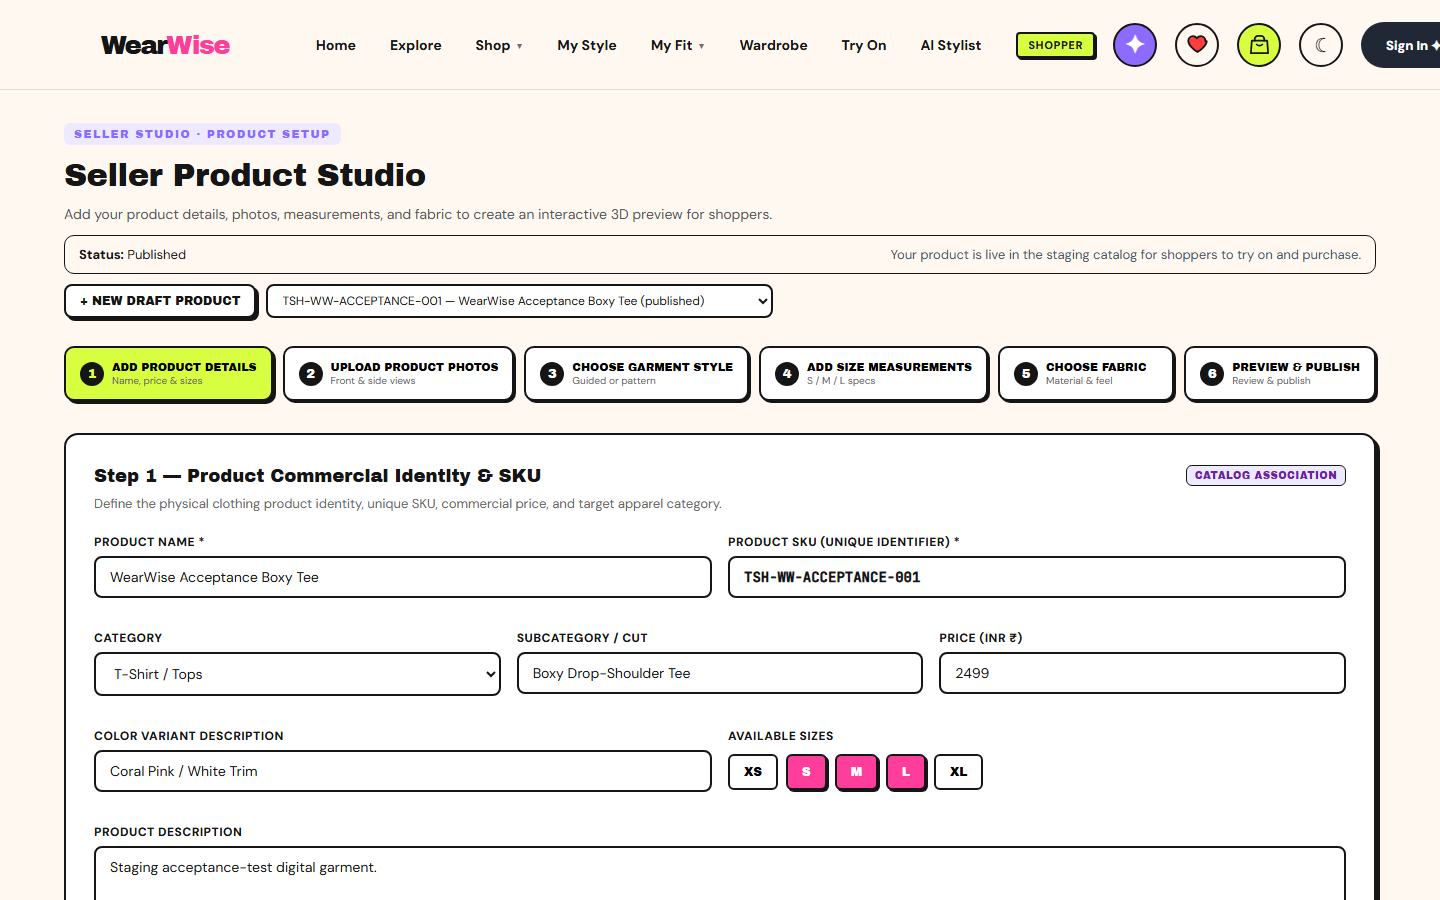 WearWise
Home Explore Shop ▼ My Style My Fit ▼ Wardrobe Try On AI Stylist SHOPPER Sign In ✦
SELLER STUDIO · PRODUCT SETUP
Seller Product Studio
Add your product details, photos, measurements, and fabric to create an interactive 3D preview for shoppers.
Status: Published Your product is live in the staging catalog for shoppers to try on and purchase.
+ NEW DRAFT PRODUCT TSH-WW-ACCEPTANCE-001 — WearWise Acceptance Boxy Tee (published)
1 ADD PRODUCT DETAILS
Name, price & sizes
2 UPLOAD PRODUCT PHOTOS
Front & side views
3 CHOOSE GARMENT STYLE
Guided or pattern
4 ADD SIZE MEASUREMENTS
S / M / L specs
5 CHOOSE FABRIC
Material & feel
6 PREVIEW & PUBLISH
Review & publish
Step 1 — Product Commercial Identity & SKU
CATALOG ASSOCIATION
Define the physical clothing product identity, unique SKU, commercial price, and target apparel category.
PRODUCT NAME * PRODUCT SKU (UNIQUE IDENTIFIER) *
WearWise Acceptance Boxy Tee TSH-WW-ACCEPTANCE-001
CATEGORY SUBCATEGORY / CUT PRICE (INR ₹)
T-Shirt / Tops Boxy Drop-Shoulder Tee 2499
COLOR VARIANT DESCRIPTION AVAILABLE SIZES
Coral Pink / White Trim XS S M L XL
PRODUCT DESCRIPTION
Staging acceptance-test digital garment.